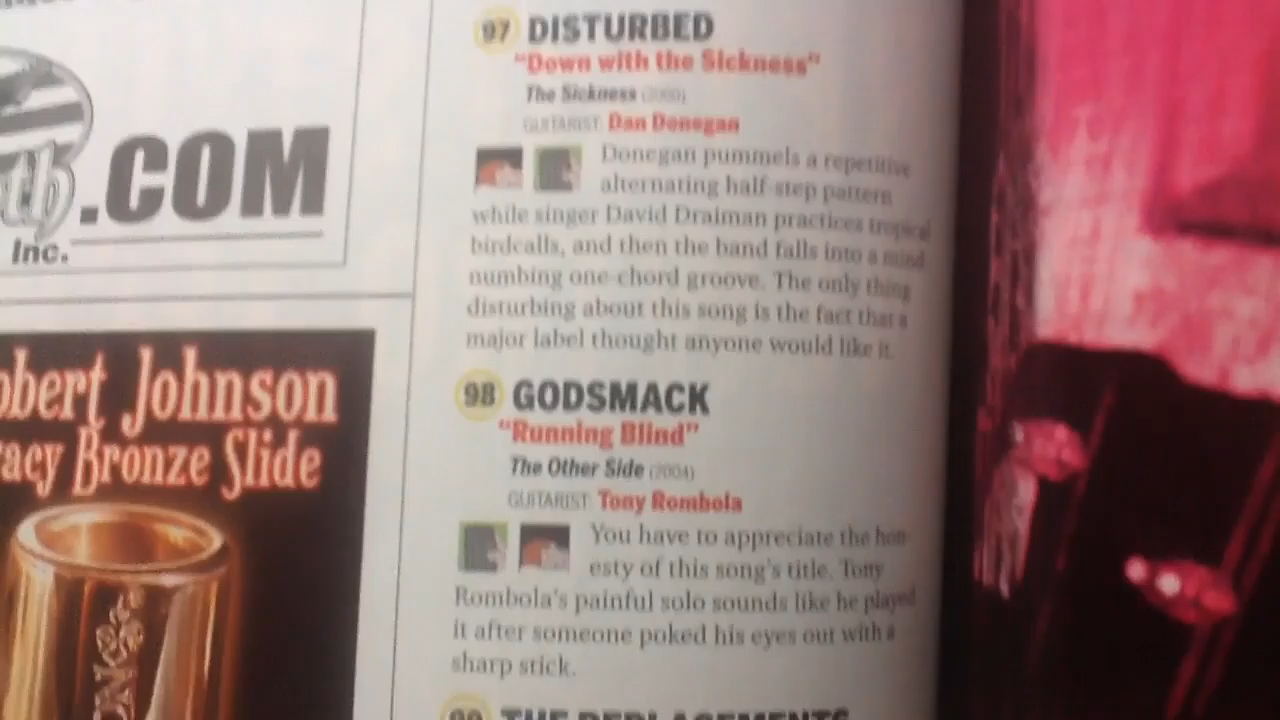 th.COM
Inc.
obert Johnson
acy Bronze Slide
97 DISTURBED
“Down with the Sickness”
The Sickness (2000)
GUITARIST: Dan Donegan
Donegan pummels a repetitive
alternating half-step pattern
while singer David Draiman practices tropical
birdcalls, and then the band falls into a mind
numbing one-chord groove. The only thing
disturbing about this song is the fact that a
major label thought anyone would like it.
98 GODSMACK
“Running Blind”
The Other Side (2004)
GUITARIST: Tony Rombola
You have to appreciate the hon-
esty of this song's title. Tony
Rombola's painful solo sounds like he played
it after someone poked his eyes out with a
sharp stick.
99 THE REPLACEMENTS